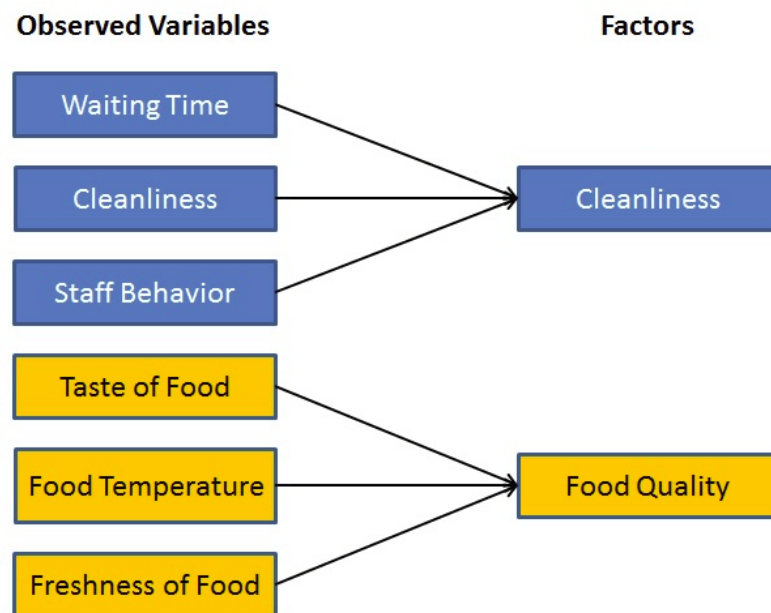 Observed Variables
Factors
Waiting Time
Cleanliness
Cleanliness
Staff Behavior
Taste of Food
Food Temperature
Food Quality
Freshness of Food